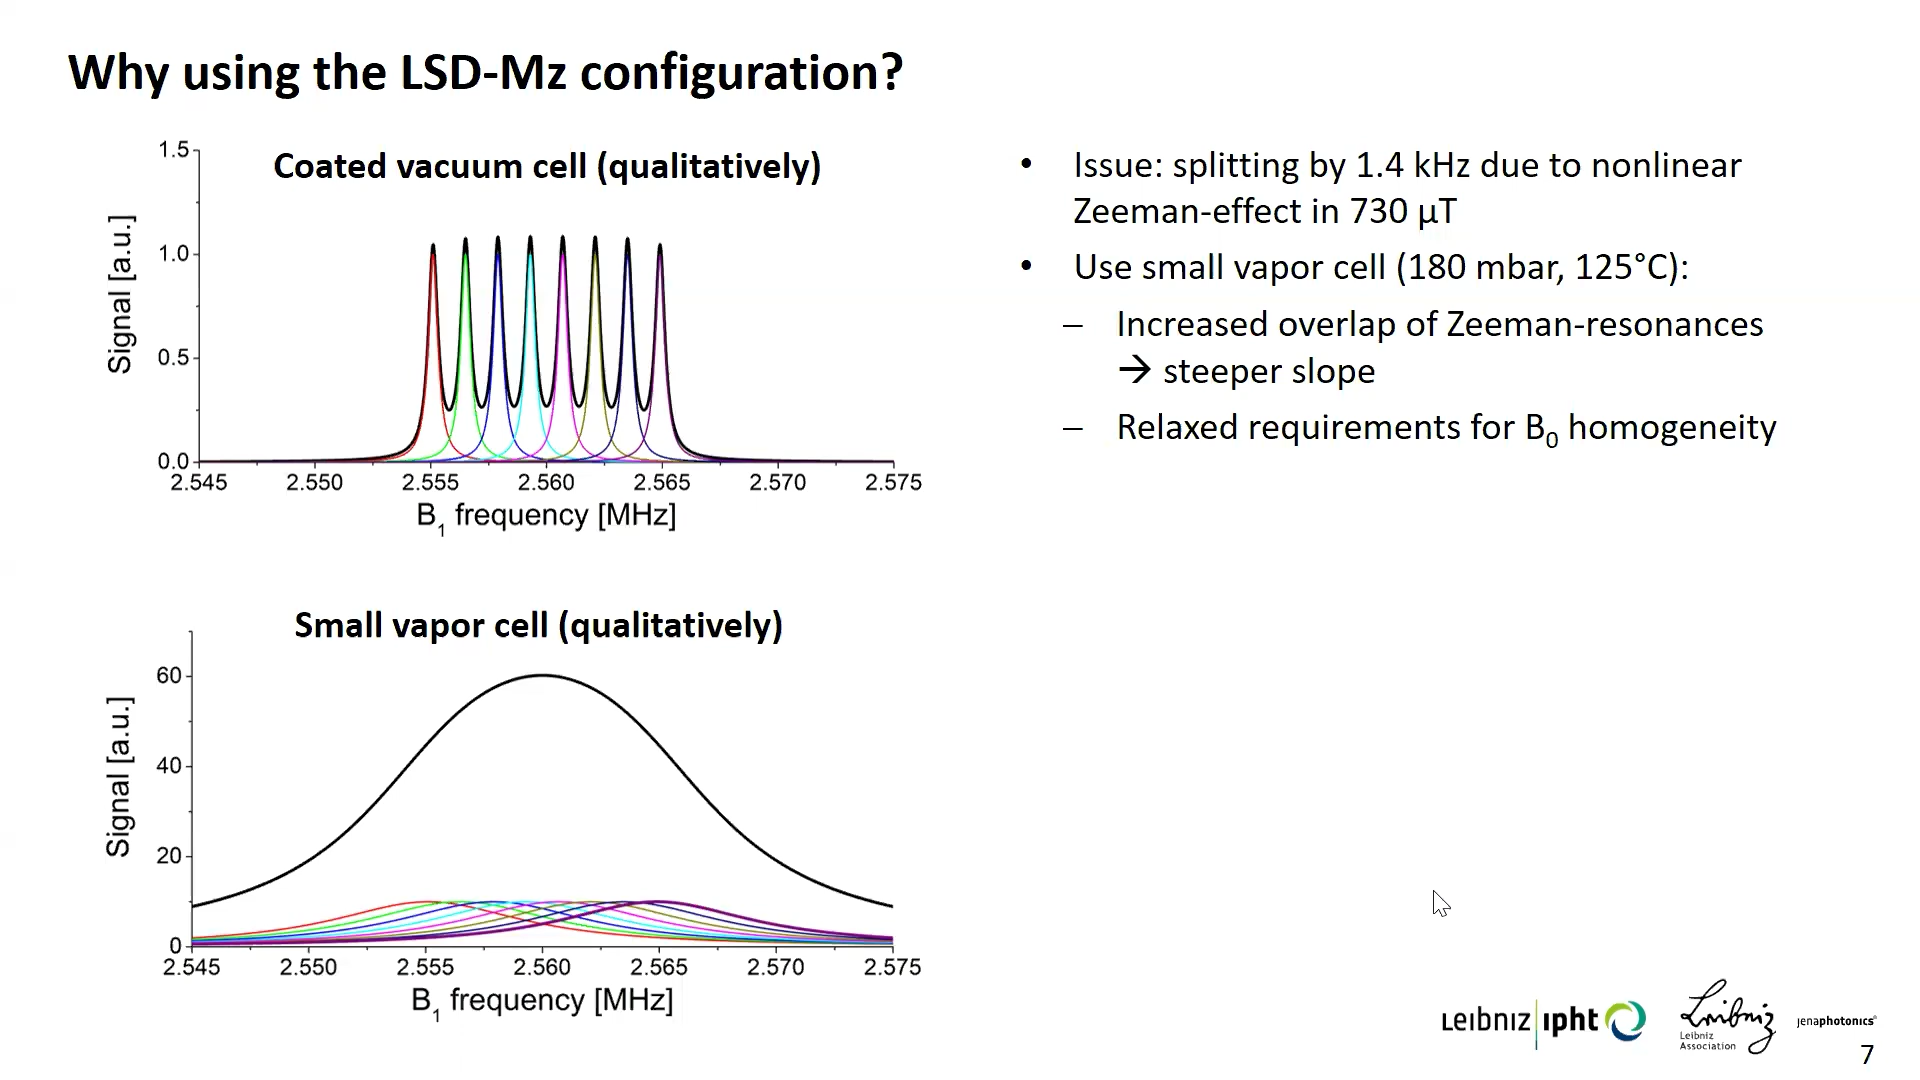 Why using the LSD-Mz configuration?
Coated vacuum cell (qualitatively)
Signal [a.u.]
1.5
1.0
0.5
0.0
2.545 2.550 2.555 2.560 2.565 2.570 2.575
B1 frequency [MHz]
Small vapor cell (qualitatively)
Signal [a.u.]
60
40
20
0
2.545 2.550 2.555 2.560 2.565 2.570 2.575
B1 frequency [MHz]
• Issue: splitting by 1.4 kHz due to nonlinear
Zeeman-effect in 730 µT
• Use small vapor cell (180 mbar, 125°C):
– Increased overlap of Zeeman-resonances
→ steeper slope
– Relaxed requirements for B0 homogeneity
Leibniz ipht
Leibniz
Leibniz
Association
jenaphotonics
7